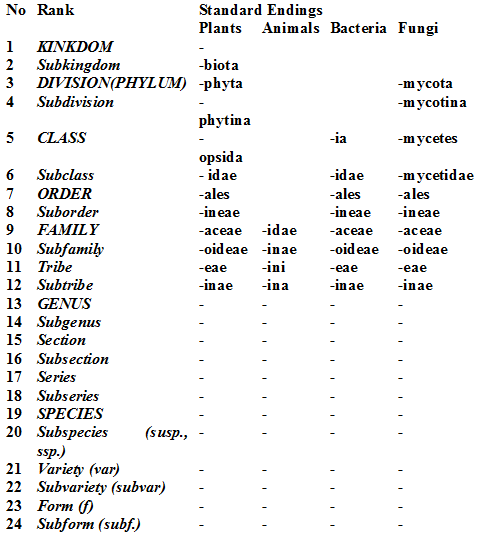 No Rank Standard Endings
Plants Animals Bacteria Fungi
1 KINKDOM -
2 Subkingdom -biota
3 DIVISION(PHYLUM) -phyta -mycota
4 Subdivision - -mycotina
phytina
5 CLASS - -ia -mycetes
opsida
6 Subclass - idae -idae -mycetidae
7 ORDER -ales -ales -ales
8 Suborder -ineae -ineae -ineae
9 FAMILY -aceae -idae -aceae -aceae
10 Subfamily -oideae -inae -oideae -oideae
11 Tribe -eae -ini -eae -eae
12 Subtribe -inae -ina -inae -inae
13 GENUS - - - -
14 Subgenus - - - -
15 Section - - - -
16 Subsection - - - -
17 Series - - - -
18 Subseries - - - -
19 SPECIES - - - -
20 Subspecies (susp., - - - -
ssp.)
21 Variety (var) - - - -
22 Subvariety (subvar) - - - -
23 Form (f) - - - -
24 Subform (subf.) - - - -